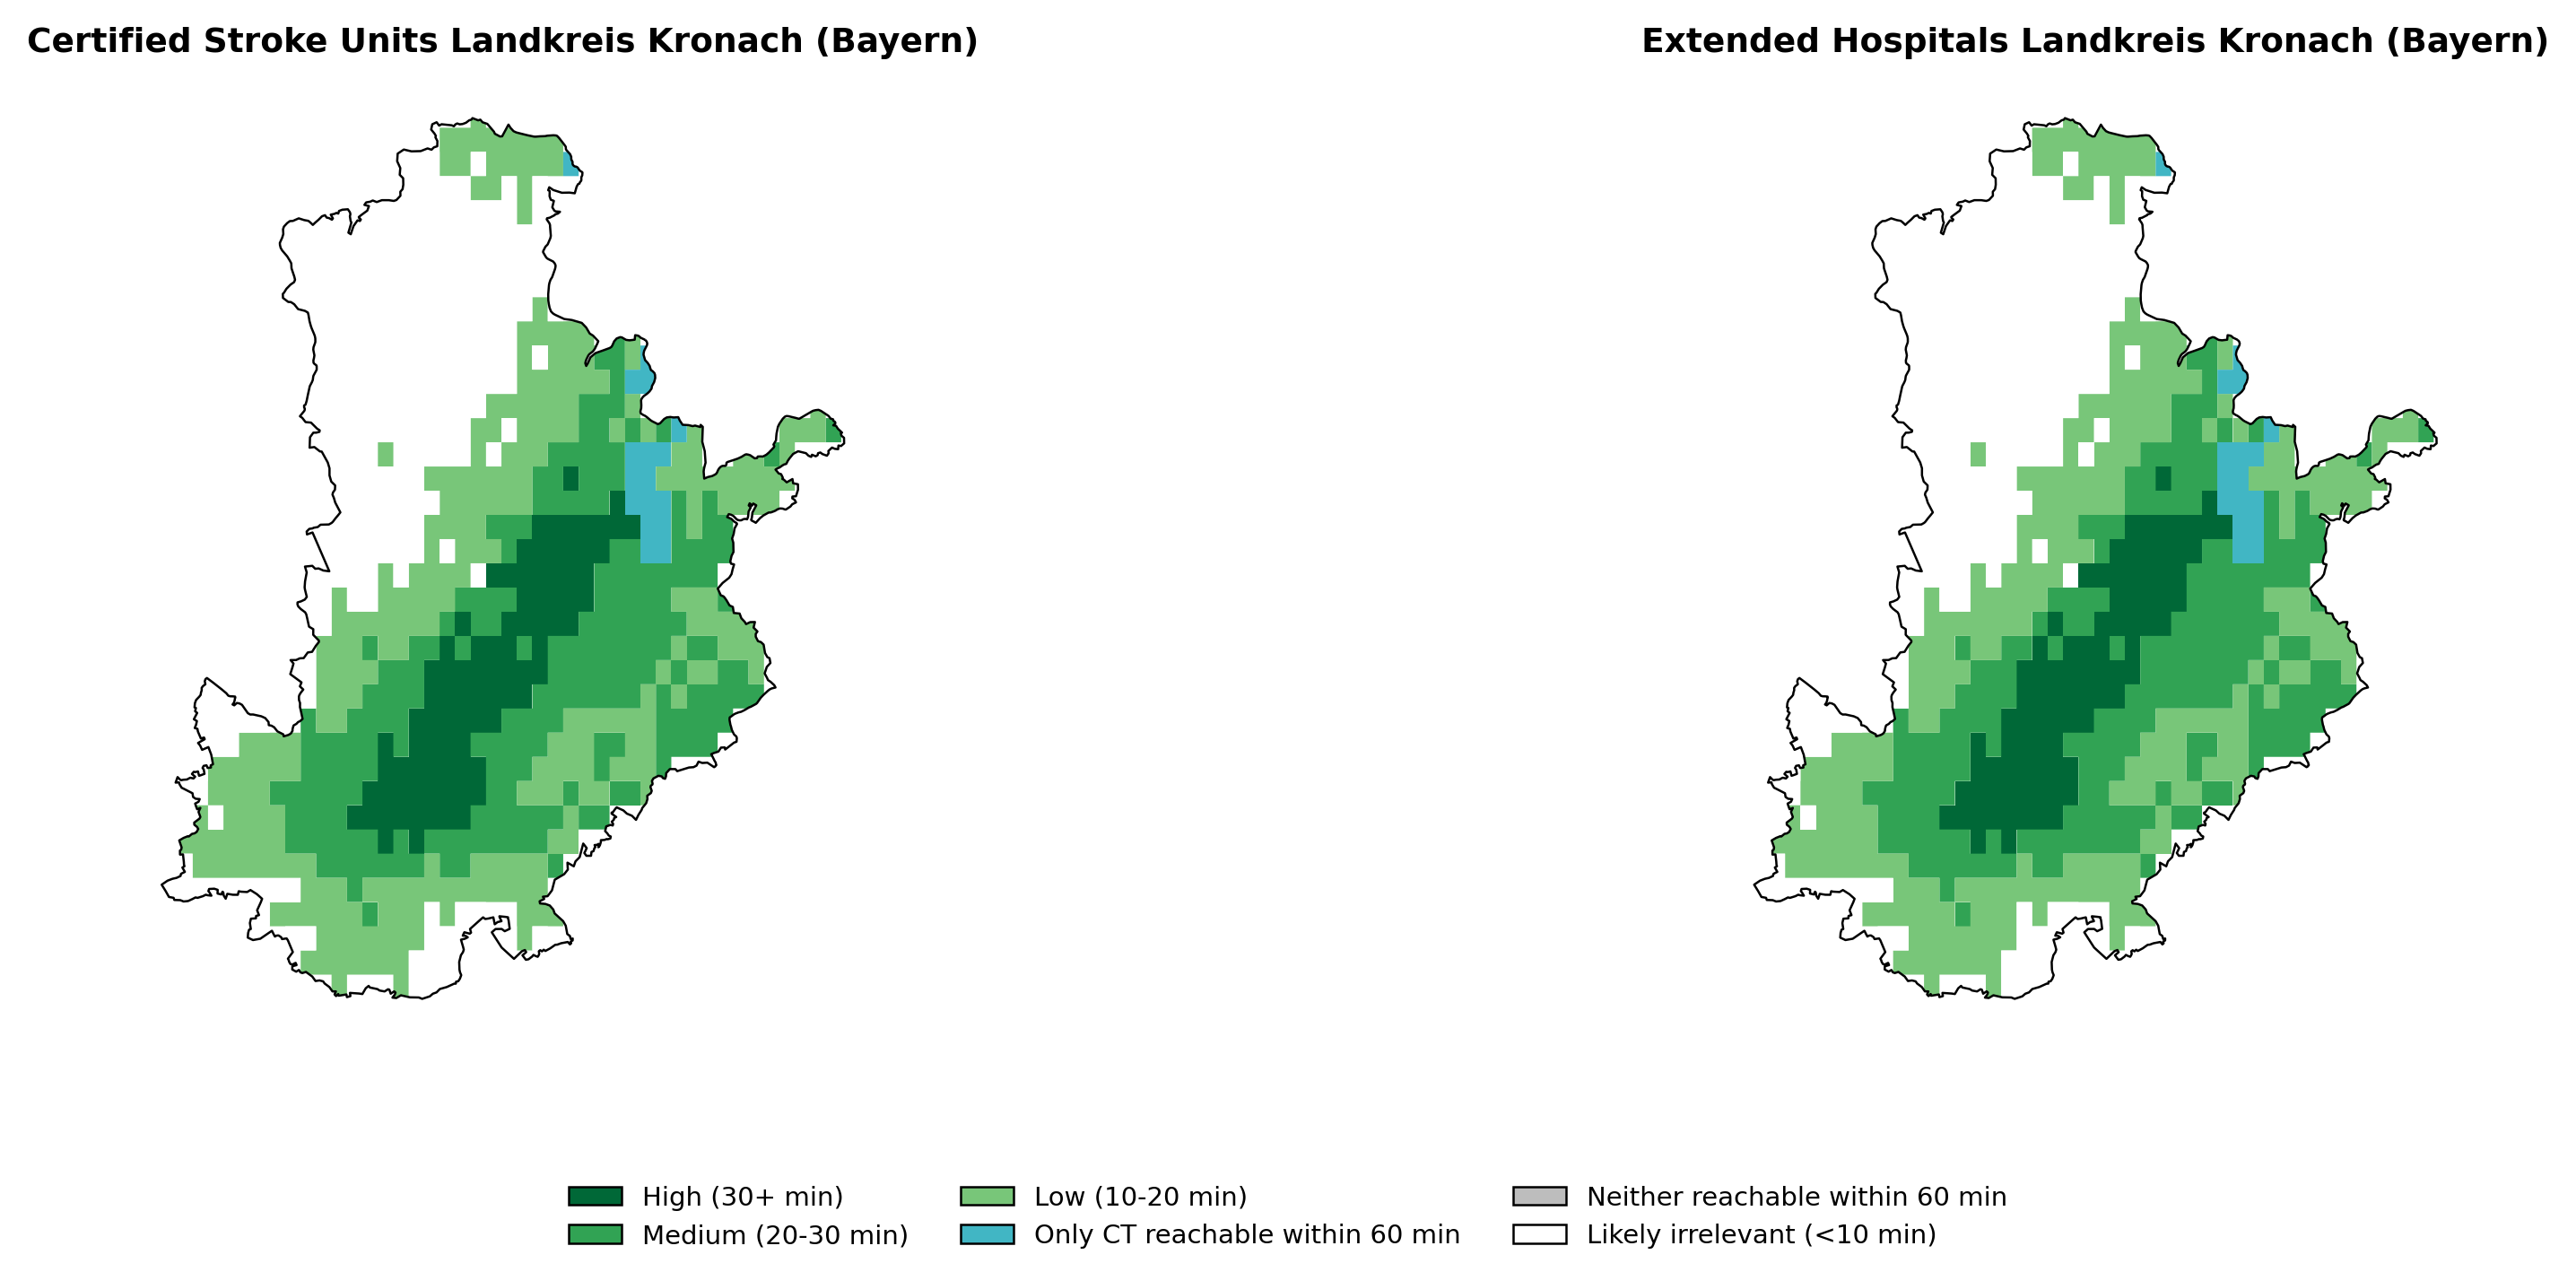 Certified Stroke Units Landkreis Kronach (Bayern)
Extended Hospitals Landkreis Kronach (Bayern)
High (30+ min)
Medium (20-30 min)
Low (10-20 min)
Only CT reachable within 60 min
Neither reachable within 60 min
Likely irrelevant (<10 min)